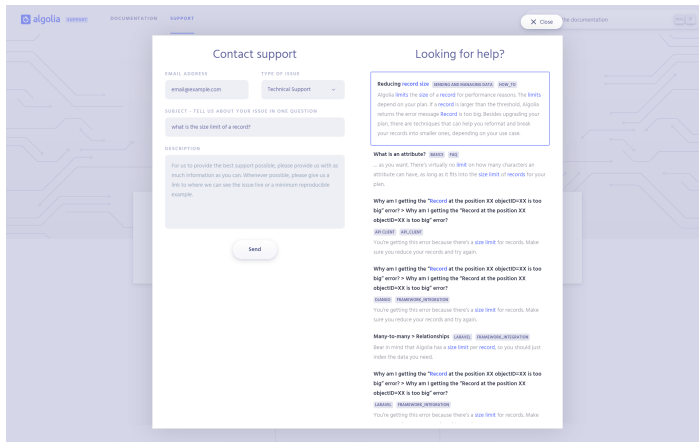 algolia SUPPORT
DOCUMENTATION
SUPPORT
Close
the documentation
Contact support
EMAIL ADDRESS
TYPE OF ISSUE
email@example.com
Technical Support
SUBJECT - TELL US ABOUT YOUR ISSUE IN ONE QUESTION
what is the size limit of a record?
DESCRIPTION
For us to provide the best support possible, please provide us with as
much information as you can. Whenever possible, please give us a
link to where we can see the issue live or a minimum reproducible
example.
Send
Looking for help?
Reducing record size SENDING AND MANAGING DATA HOW_TO
Algolia limits the size of a record for performance reasons. The limits
depend on your plan. If a record is larger than the threshold, Algolia
returns the error message Record is too big. Besides upgrading your
plan, there are techniques that can help you informat and break
your records into smaller ones, depending on your use case.
What is an attribute? BASICS FAQ
... as you want. There's virtually no limit on how many characters an
attribute can have, as long as it fits into the size limit of records for your
plan.
Why am I getting the "Record at the position XX objectID=XX is too
big" error? > Why am I getting the "Record at the position XX
objectID=XX is too big" error?
API CLIENT API_CLIENT
You're getting this error because there's a size limit for records. Make
sure you reduce your records and try again.
Why am I getting the "Record at the position XX objectID=XX is too
big" error? > Why am I getting the "Record at the position XX
objectID=XX is too big" error?
DJANGO FRAMEWORK_INTEGRATION
You're getting this error because there's a size limit for records. Make
sure you reduce your records and try again.
Many-to-many > Relationships LARAVEL FRAMEWORK_INTEGRATION
Bear in mind that Algolia has a size limit per record, so you should just
index the data you need.
Why am I getting the "Record at the position XX objectID=XX is too
big" error? > Why am I getting the "Record at the position XX
objectID=XX is too big" error?
LARAVEL FRAMEWORK_INTEGRATION
You're getting this error because there's a size limit for records. Make